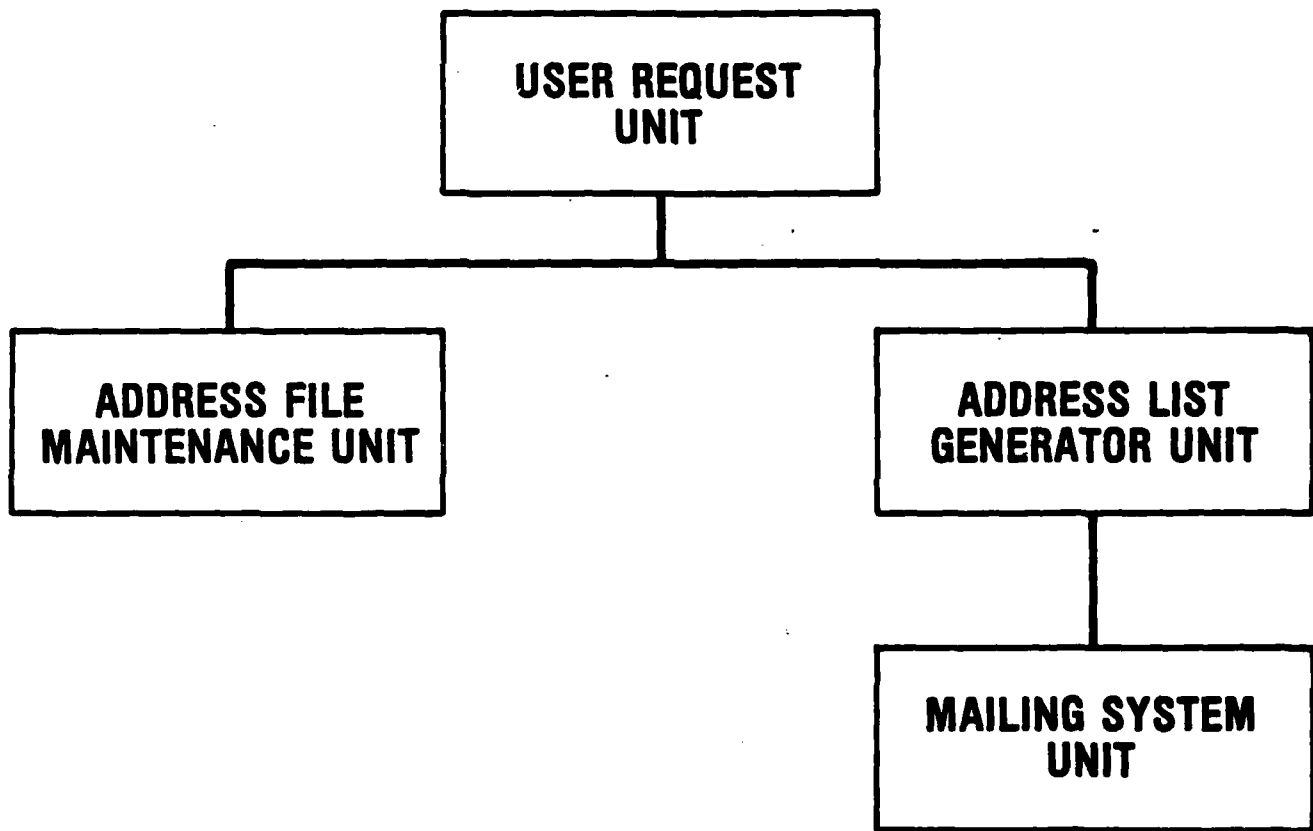 USER REQUEST
UNIT
ADDRESS FILE
MAINTENANCE UNIT
ADDRESS LIST
GENERATOR UNIT
MAILING SYSTEM
UNIT